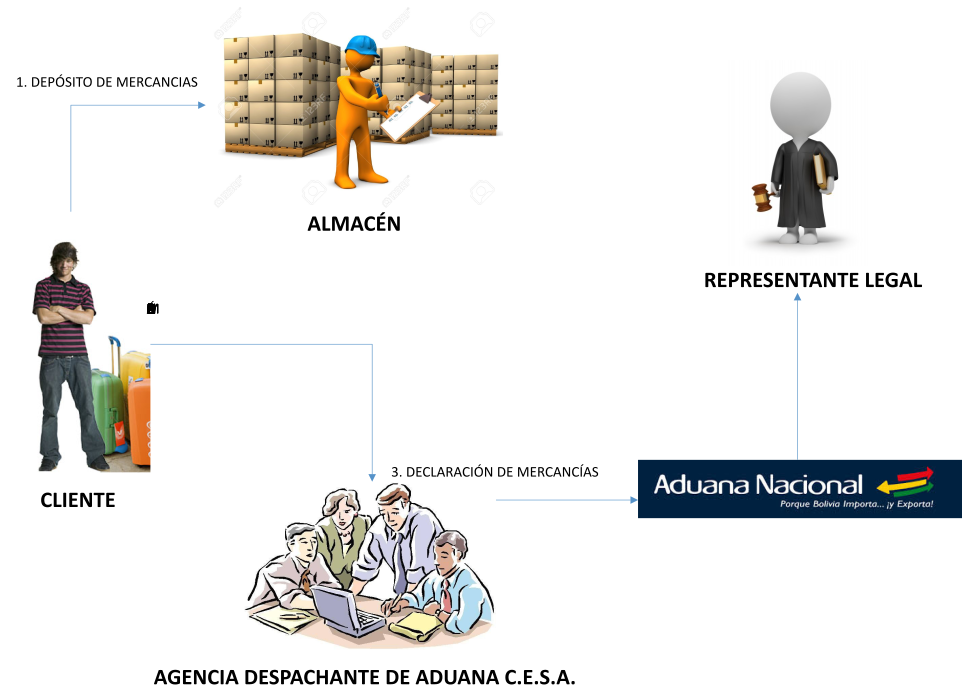 1. DEPÓSITO DE MERCANCIAS
ALMACÉN
REPRESENTANTE LEGAL
CLIENTE
3. DECLARACIÓN DE MERCANCÍAS
Aduana Nacional
Porque Bolivia Importa... ¡y Exporta!
AGENCIA DESPACHANTE DE ADUANA C.E.S.A.